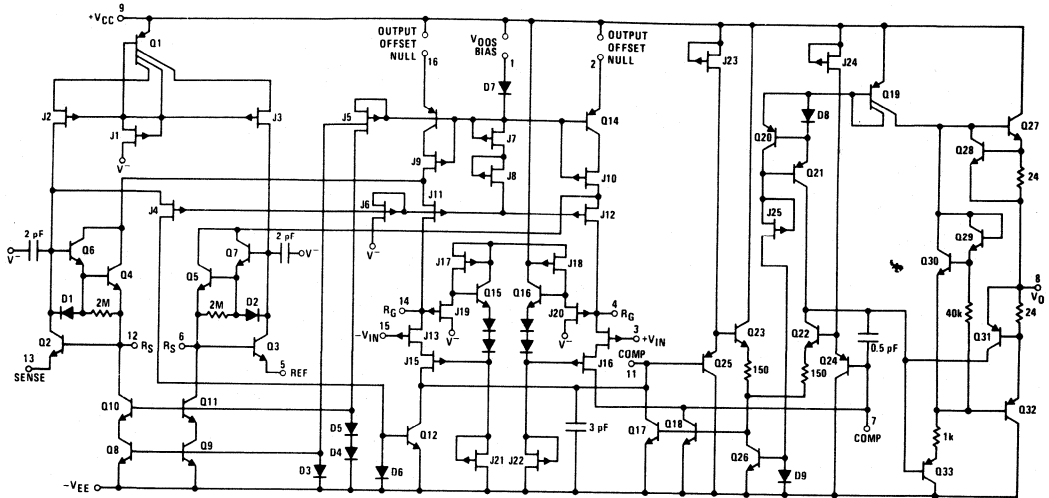 9
+VCC
Q1
OUTPUT OFFSET NULL
16
VOOS BIAS
1
OUTPUT OFFSET NULL
2
J23
J24
Q19
D7
D8
Q27
J2
J1
J3
J5
Q14
Q20
Q28
V−
J9
J7
J8
J10
Q21
24
J4
J6
J11
J12
J25
Q29
2 pF
V−
Q6
Q4
Q7
Q5
2 pF
V−
V−
J17
J18
Q30
8
VO
D1
2M
2M
D2
Q15
Q16
40k
24
RG
14
J19
V−
J20
V−
4
RG
Q23
Q22
Q24
0.5 pF
Q31
Q2
12
RS
RS
6
Q3
15
−VIN
J13
3
+VIN
13
SENSE
5
REF
J15
J16
COMP
11
Q25
150
150
Q32
Q10
Q11
D5
Q12
3 pF
Q17
Q18
7
COMP
1k
Q8
Q9
D3
D4
D6
J21
J22
Q26
D9
Q33
−VEE